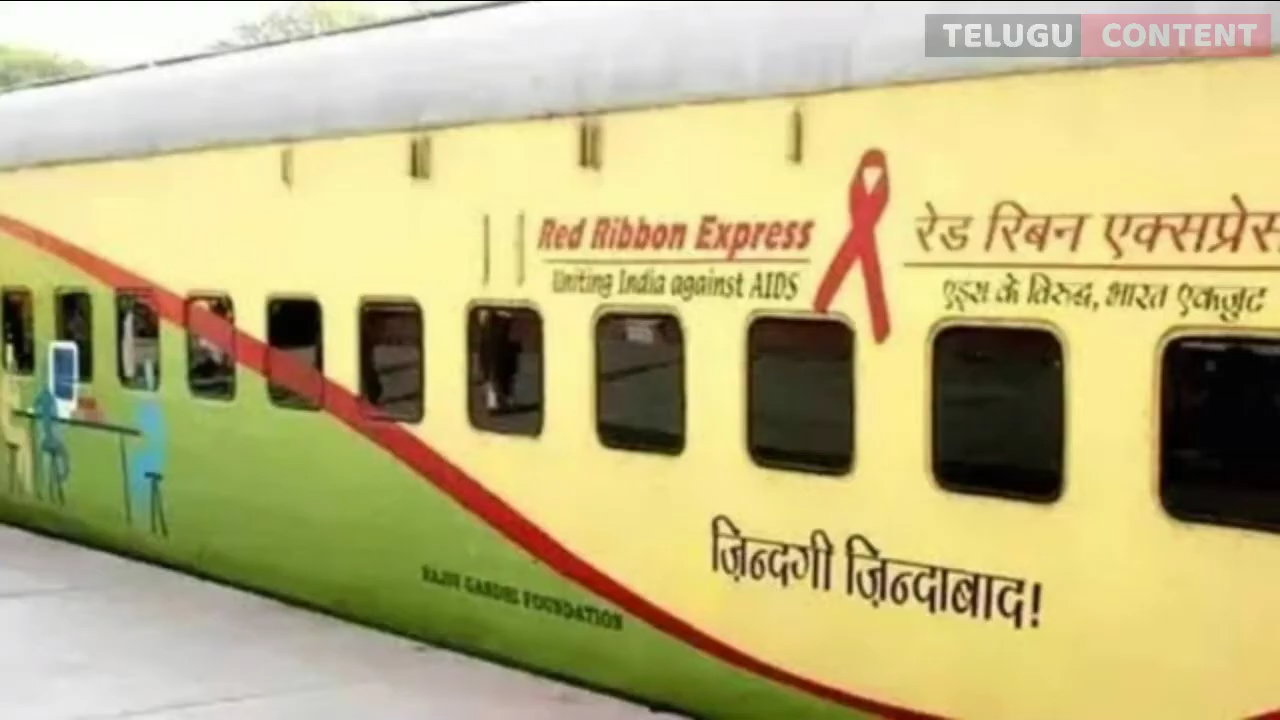 TELUGU CONTENT
Red Ribbon Express
Uniting India against AIDS
रेड रिबन एक्सप्रेस
एड्स के विरुद्ध, भारत एकजुट
ज़िन्दगी ज़िन्दाबाद!
RAJIV GANDHI FOUNDATION